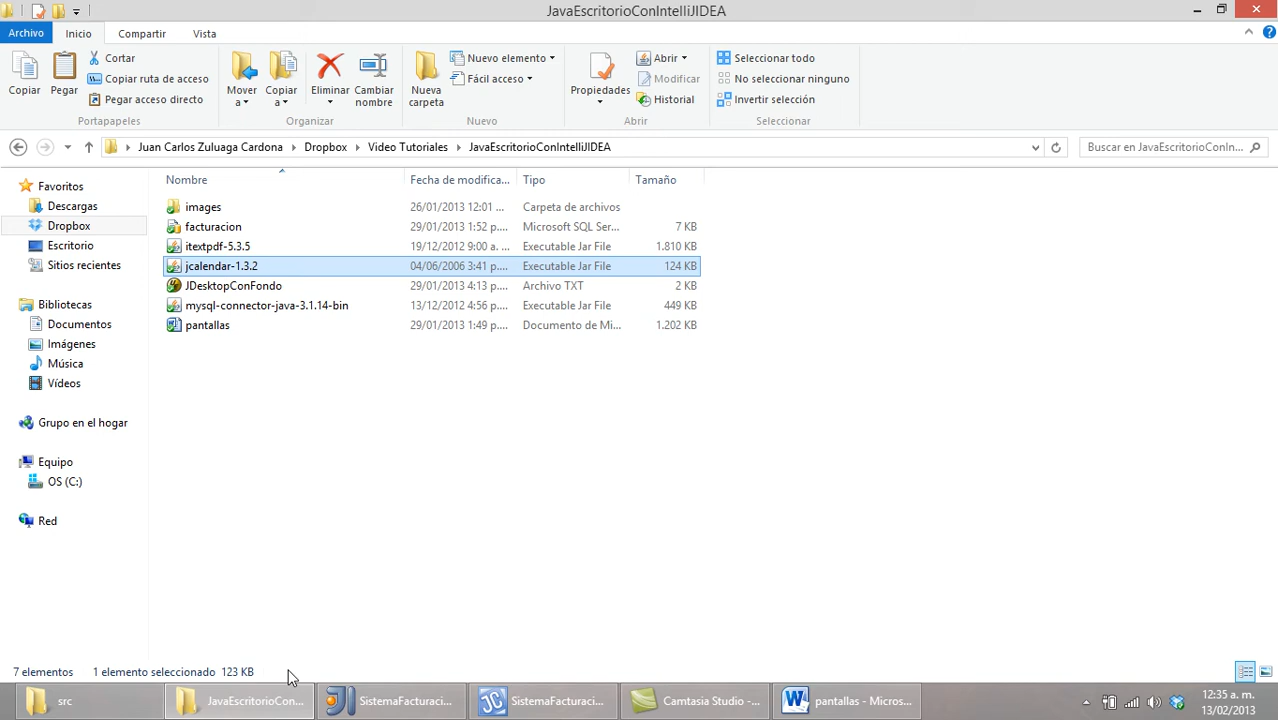 JavaEscritorioConIntelliJIDEA
Archivo Inicio Compartir Vista
Copiar
Pegar
Cortar
Copiar ruta de acceso
Pegar acceso directo
Portapapeles
Mover a
Copiar a
Eliminar
Cambiar nombre
Organizar
Nueva carpeta
Nuevo elemento
Fácil acceso
Nuevo
Propiedades
Abrir
Modificar
Historial
Abrir
Seleccionar todo
No seleccionar ninguno
Invertir selección
Seleccionar
Juan Carlos Zuluaga Cardona Dropbox Video Tutoriales JavaEscritorioConIntelliJIDEA
Buscar en JavaEscritorioConIn...
Favoritos
Descargas
Dropbox
Escritorio
Sitios recientes
Bibliotecas
Documentos
Imágenes
Música
Vídeos
Grupo en el hogar
Equipo
OS (C:)
Red
Nombre Fecha de modifica... Tipo Tamaño
images 26/01/2013 12:01 ... Carpeta de archivos
facturacion 29/01/2013 1:52 p.... Microsoft SQL Ser... 7 KB
itextpdf-5.3.5 19/12/2012 9:00 a. ... Executable Jar File 1.810 KB
jcalendar-1.3.2 04/06/2006 3:41 p.... Executable Jar File 124 KB
JDesktopConFondo 29/01/2013 4:13 p.... Archivo TXT 2 KB
mysql-connector-java-3.1.14-bin 13/12/2012 4:56 p.... Executable Jar File 449 KB
pantallas 29/01/2013 1:49 p.... Documento de Mi... 1.202 KB
7 elementos 1 elemento seleccionado 123 KB
src JavaEscritorioCon... SistemaFacturaci... SistemaFacturaci... Camtasia Studio -... pantallas - Micros...
12:35 a. m.
13/02/2013